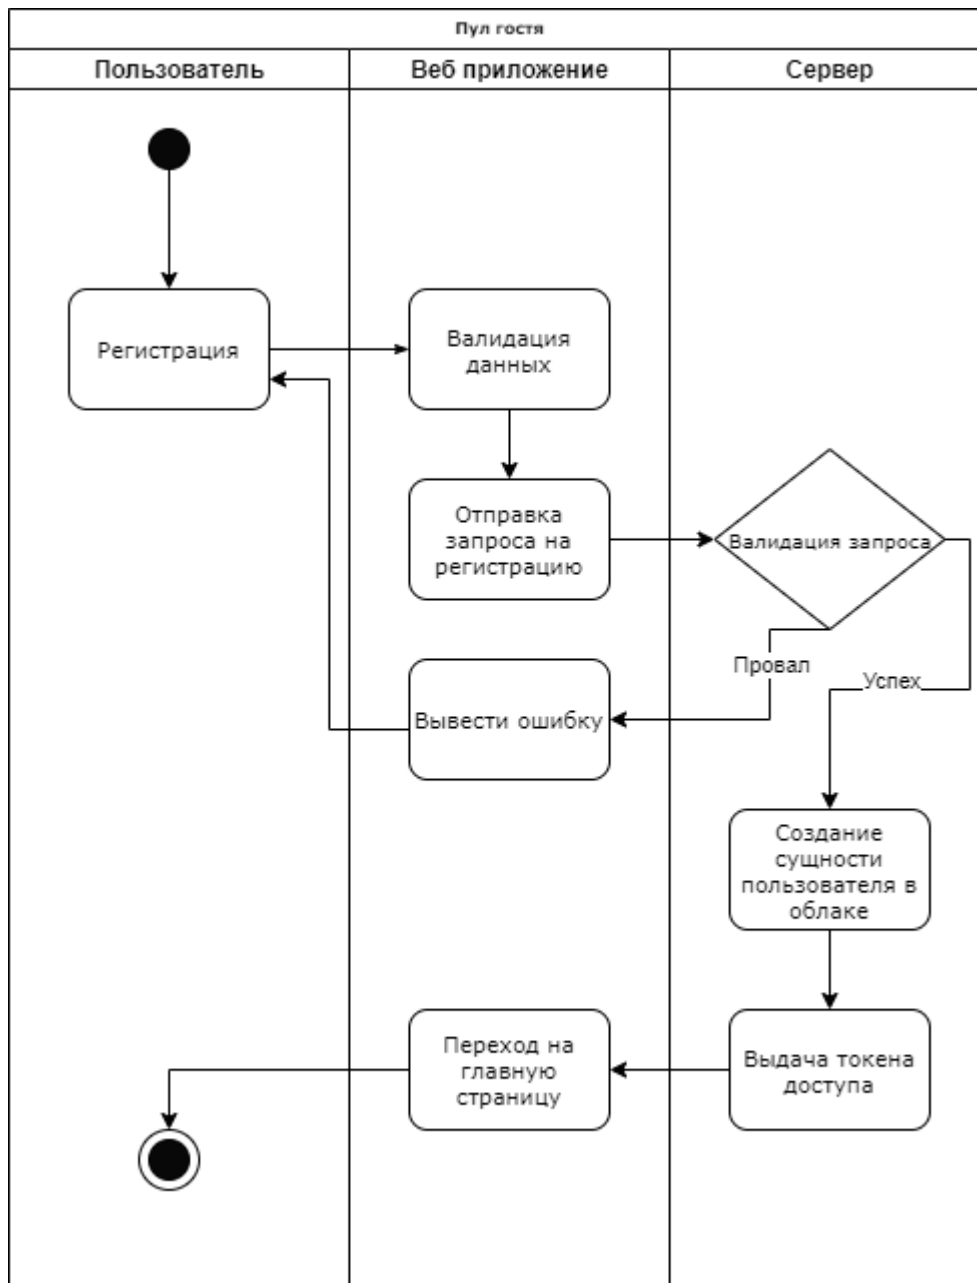 Пул гостя
Пользователь
Веб приложение
Сервер
Регистрация
Валидация
данных
Отправка
запроса на
регистрацию
Валидация запроса
Провал
Успех
Вывести ошибку
Создание
сущности
пользователя в
облаке
Переход на
главную
страницу
Выдача токена
доступа